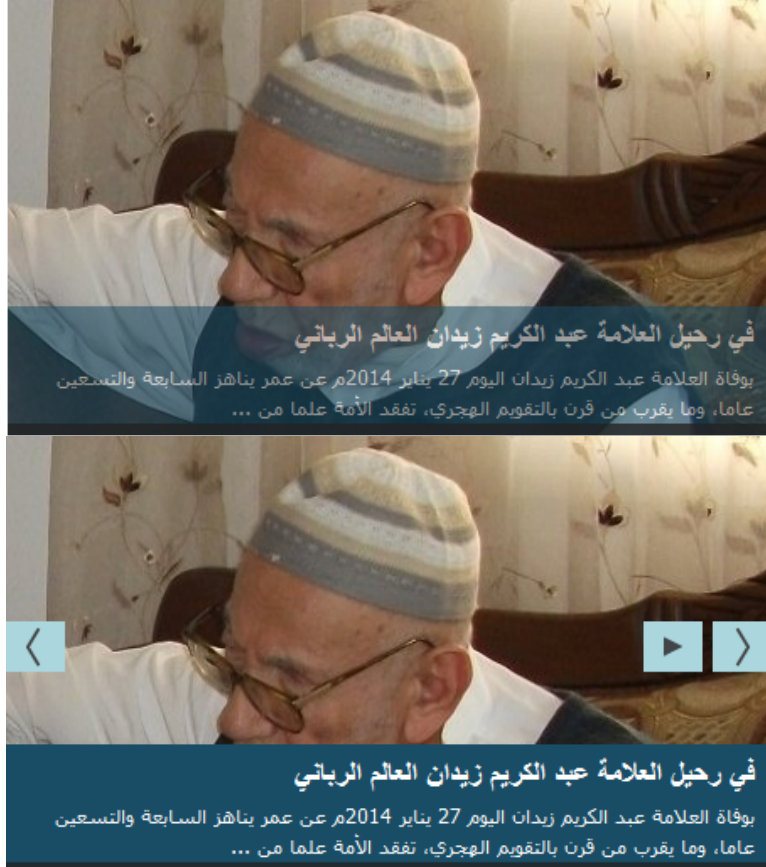 في رحيل العلامة عبد الكريم زيدان العالم الرباني
بوفاة العلامة عبد الكريم زيدان اليوم 27 يناير 2014م عن عمر يناهز السابعة والتسعين
عاما، وما يقرب من قرن بالتقويم الهجري، تفقد الأمة علما من ...
في رحيل العلامة عبد الكريم زيدان العالم الرباني
بوفاة العلامة عبد الكريم زيدان اليوم 27 يناير 2014م عن عمر يناهز السابعة والتسعين
عاما، وما يقرب من قرن بالتقويم الهجري، تفقد الأمة علما من ...